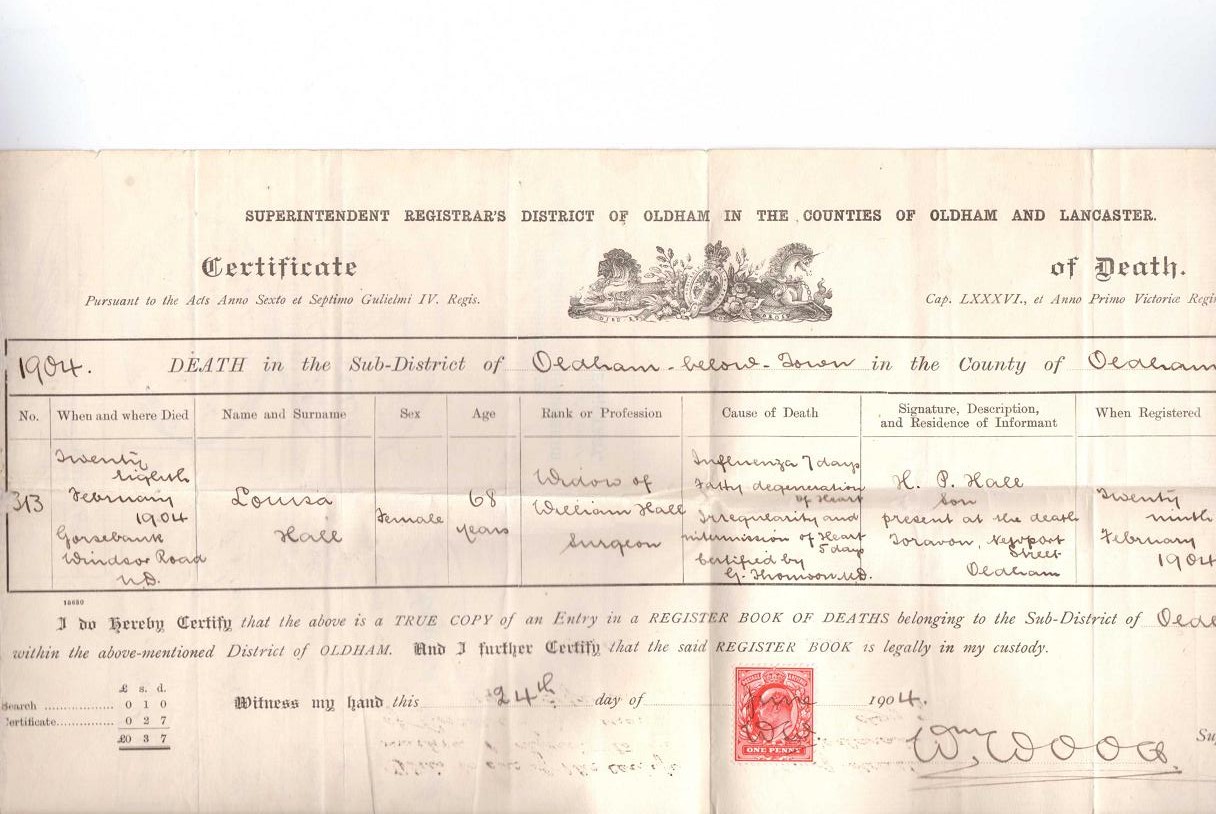 SUPERINTENDENT REGISTRAR'S DISTRICT OF OLDHAM IN THE COUNTIES OF OLDHAM AND LANCASTER.
Certificate of Death.
Pursuant to the Acts Anno Sexto et Septimo Gulielmi IV. Regis. Cap. LXXXVI., et Anno Primo Victoriæ Regi
1904. DEATH in the Sub-District of Oldham-below-Town in the County of Oldham
No.
When and where Died
Name and Surname
Sex
Age
Rank or Profession
Cause of Death
Signature, Description,
and Residence of Informant
When Registered
313
Twenty
eighth
February
1904
Gorsebank
Windsor Road
U.D.
Louisa
Hall
Female
68
years
Widow of
William Hall
Surgeon
Influenza 7 days
Fatty degeneration
of Heart
Irregularity and
intermission of Heart
5 days
Certified by
G. Thomson M.D.
H. P. Hall
Son
present at the death
Newport
Street
Oldham
Twenty
ninth
February
1904
I do Hereby Certify that the above is a TRUE COPY of an Entry in a REGISTER BOOK OF DEATHS belonging to the Sub-District of
within the above-mentioned District of OLDHAM. And I further Certify that the said REGISTER BOOK is legally in my custody.
£ s. d.
Search 0 1 0
Certificate 0 2 7
£0 3 7
Witness my hand this 24th day of June 1904.
W.W.
ONE PENNY
Wm Wood.